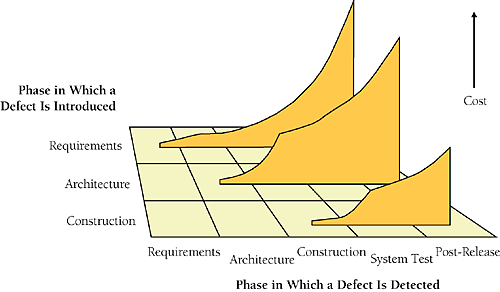 Phase in Which a
Defect Is Introduced
Cost
Requirements
Architecture
Construction
Requirements
Architecture
Construction
System Test
Post-Release
Phase in Which a Defect Is Detected